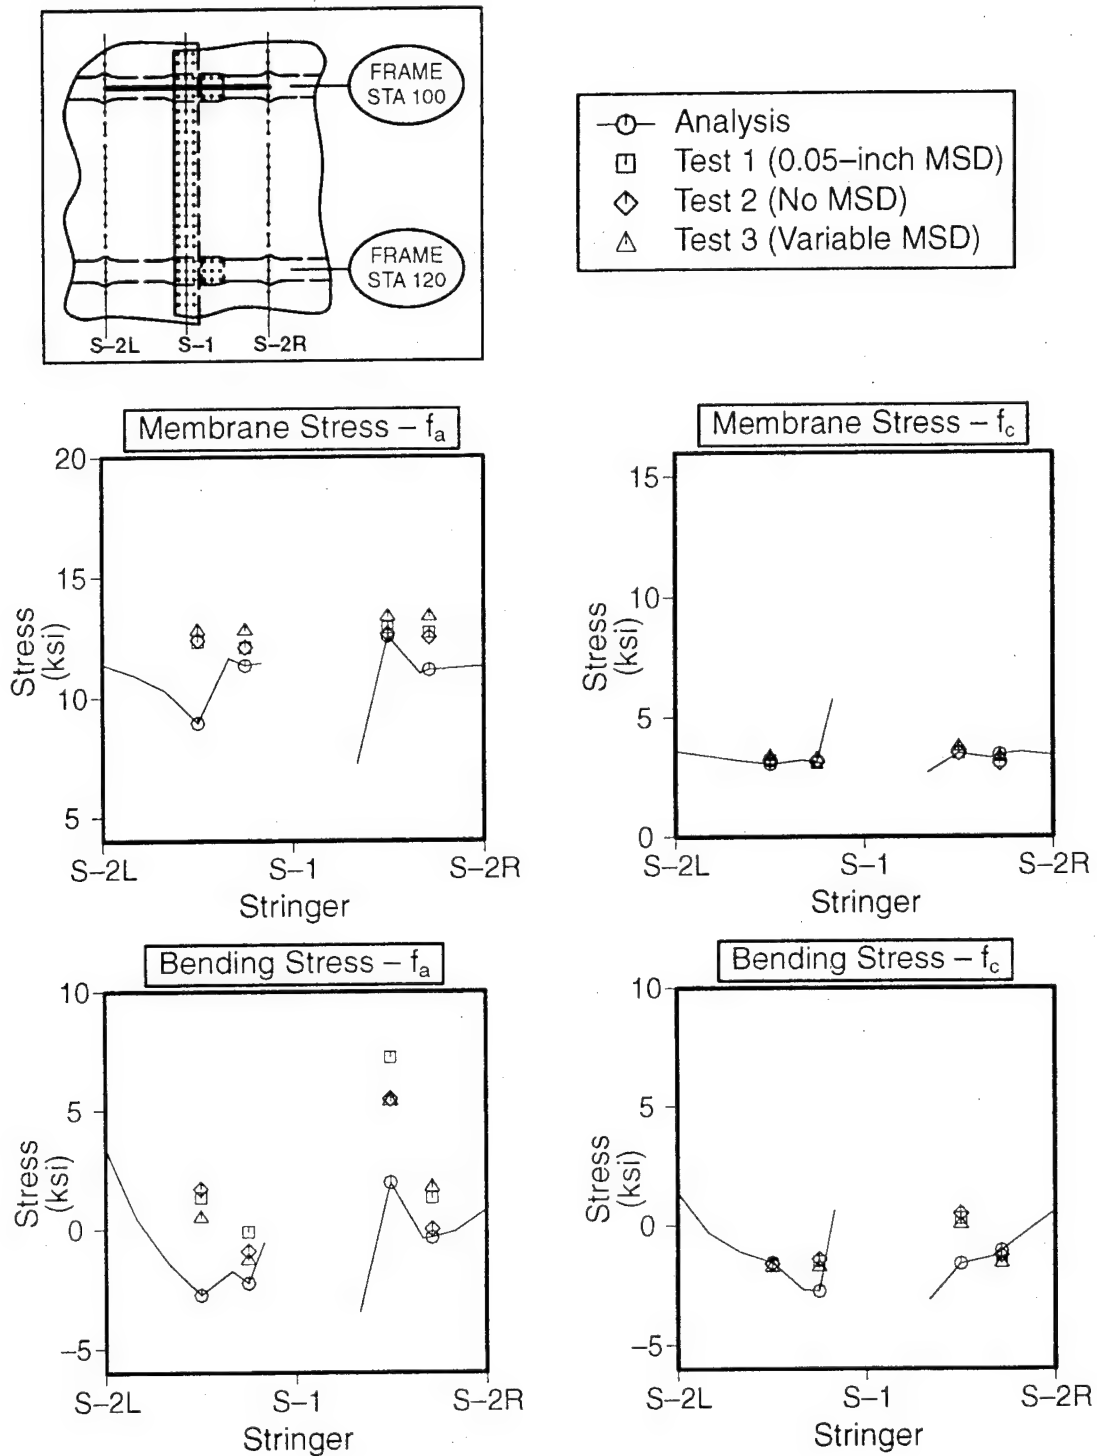 FRAME
STA 100
FRAME
STA 120
S–2L
S–1
S–2R
Analysis
Test 1 (0.05–inch MSD)
Test 2 (No MSD)
Test 3 (Variable MSD)
Membrane Stress – fa
20
15
10
5
Stress
(ksi)
S–2L
S–1
S–2R
Stringer
Membrane Stress – fc
15
10
5
0
Stress
(ksi)
S–2L
S–1
S–2R
Stringer
Bending Stress – fa
10
5
0
–5
Stress
(ksi)
S–2L
S–1
S–2R
Stringer
Bending Stress – fc
10
5
0
–5
Stress
(ksi)
S–2L
S–1
S–2R
Stringer